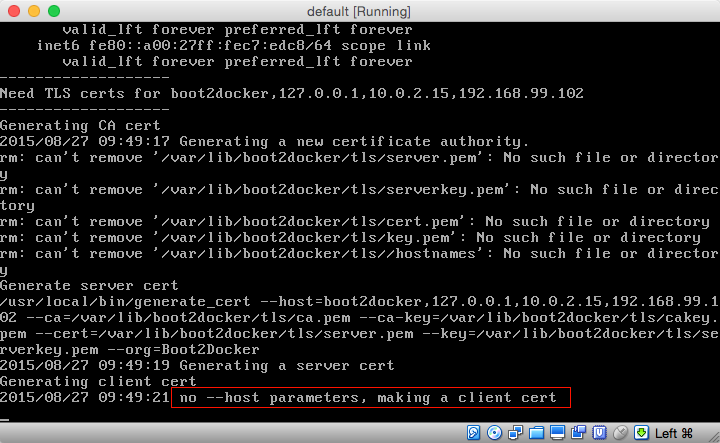 default [Running]
valid_lft forever preferred_lft forever
inet6 fe80::a00:27ff:fec7:edc8/64 scope link
valid_lft forever preferred_lft forever
-------------------
Need TLS certs for boot2docker,127.0.0.1,10.0.2.15,192.168.99.102
-------------------
Generating CA cert
2015/08/27 09:49:17 Generating a new certificate authority.
rm: can't remove '/var/lib/boot2docker/tls/server.pem': No such file or director
y
rm: can't remove '/var/lib/boot2docker/tls/serverkey.pem': No such file or direc
tory
rm: can't remove '/var/lib/boot2docker/tls/cert.pem': No such file or directory
rm: can't remove '/var/lib/boot2docker/tls/key.pem': No such file or directory
rm: can't remove '/var/lib/boot2docker/tls//hostnames': No such file or director
y
Generate server cert
/usr/local/bin/generate_cert --host=boot2docker,127.0.0.1,10.0.2.15,192.168.99.1
02 --ca=/var/lib/boot2docker/tls/ca.pem --ca-key=/var/lib/boot2docker/tls/cakey.
pem --cert=/var/lib/boot2docker/tls/server.pem --key=/var/lib/boot2docker/tls/se
rverkey.pem --org=Boot2Docker
2015/08/27 09:49:19 Generating a server cert
Generating client cert
2015/08/27 09:49:21 no --host parameters, making a client cert
Left ⌘